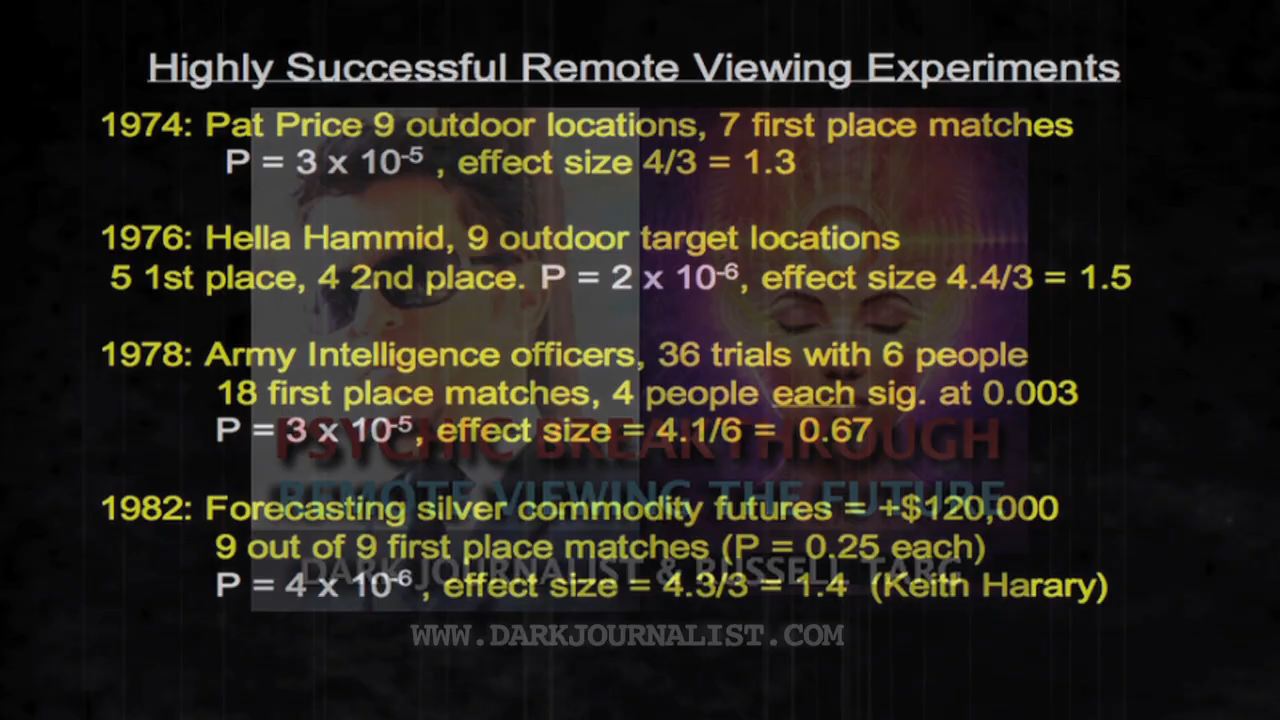 Highly Successful Remote Viewing Experiments
1974: Pat Price 9 outdoor locations, 7 first place matches
P = 3 x 10⁻⁵ , effect size 4/3 = 1.3
1976: Hella Hammid, 9 outdoor target locations
5 1st place, 4 2nd place. P = 2 x 10⁻⁶, effect size 4.4/3 = 1.5
1978: Army Intelligence officers, 36 trials with 6 people
18 first place matches, 4 people each sig. at 0.003
P = 3 x 10⁻⁵, effect size = 4.1/6 = 0.67
PSYCHIC BREAKTHROUGH
REMOTE VIEWING THE FUTURE
1982: Forecasting silver commodity futures = +$120,000
9 out of 9 first place matches (P = 0.25 each)
DARK JOURNALIST & RUSSELL TARG
P = 4 x 10⁻⁶ , effect size = 4.3/3 = 1.4 (Keith Harary)
WWW.DARKJOURNALIST.COM